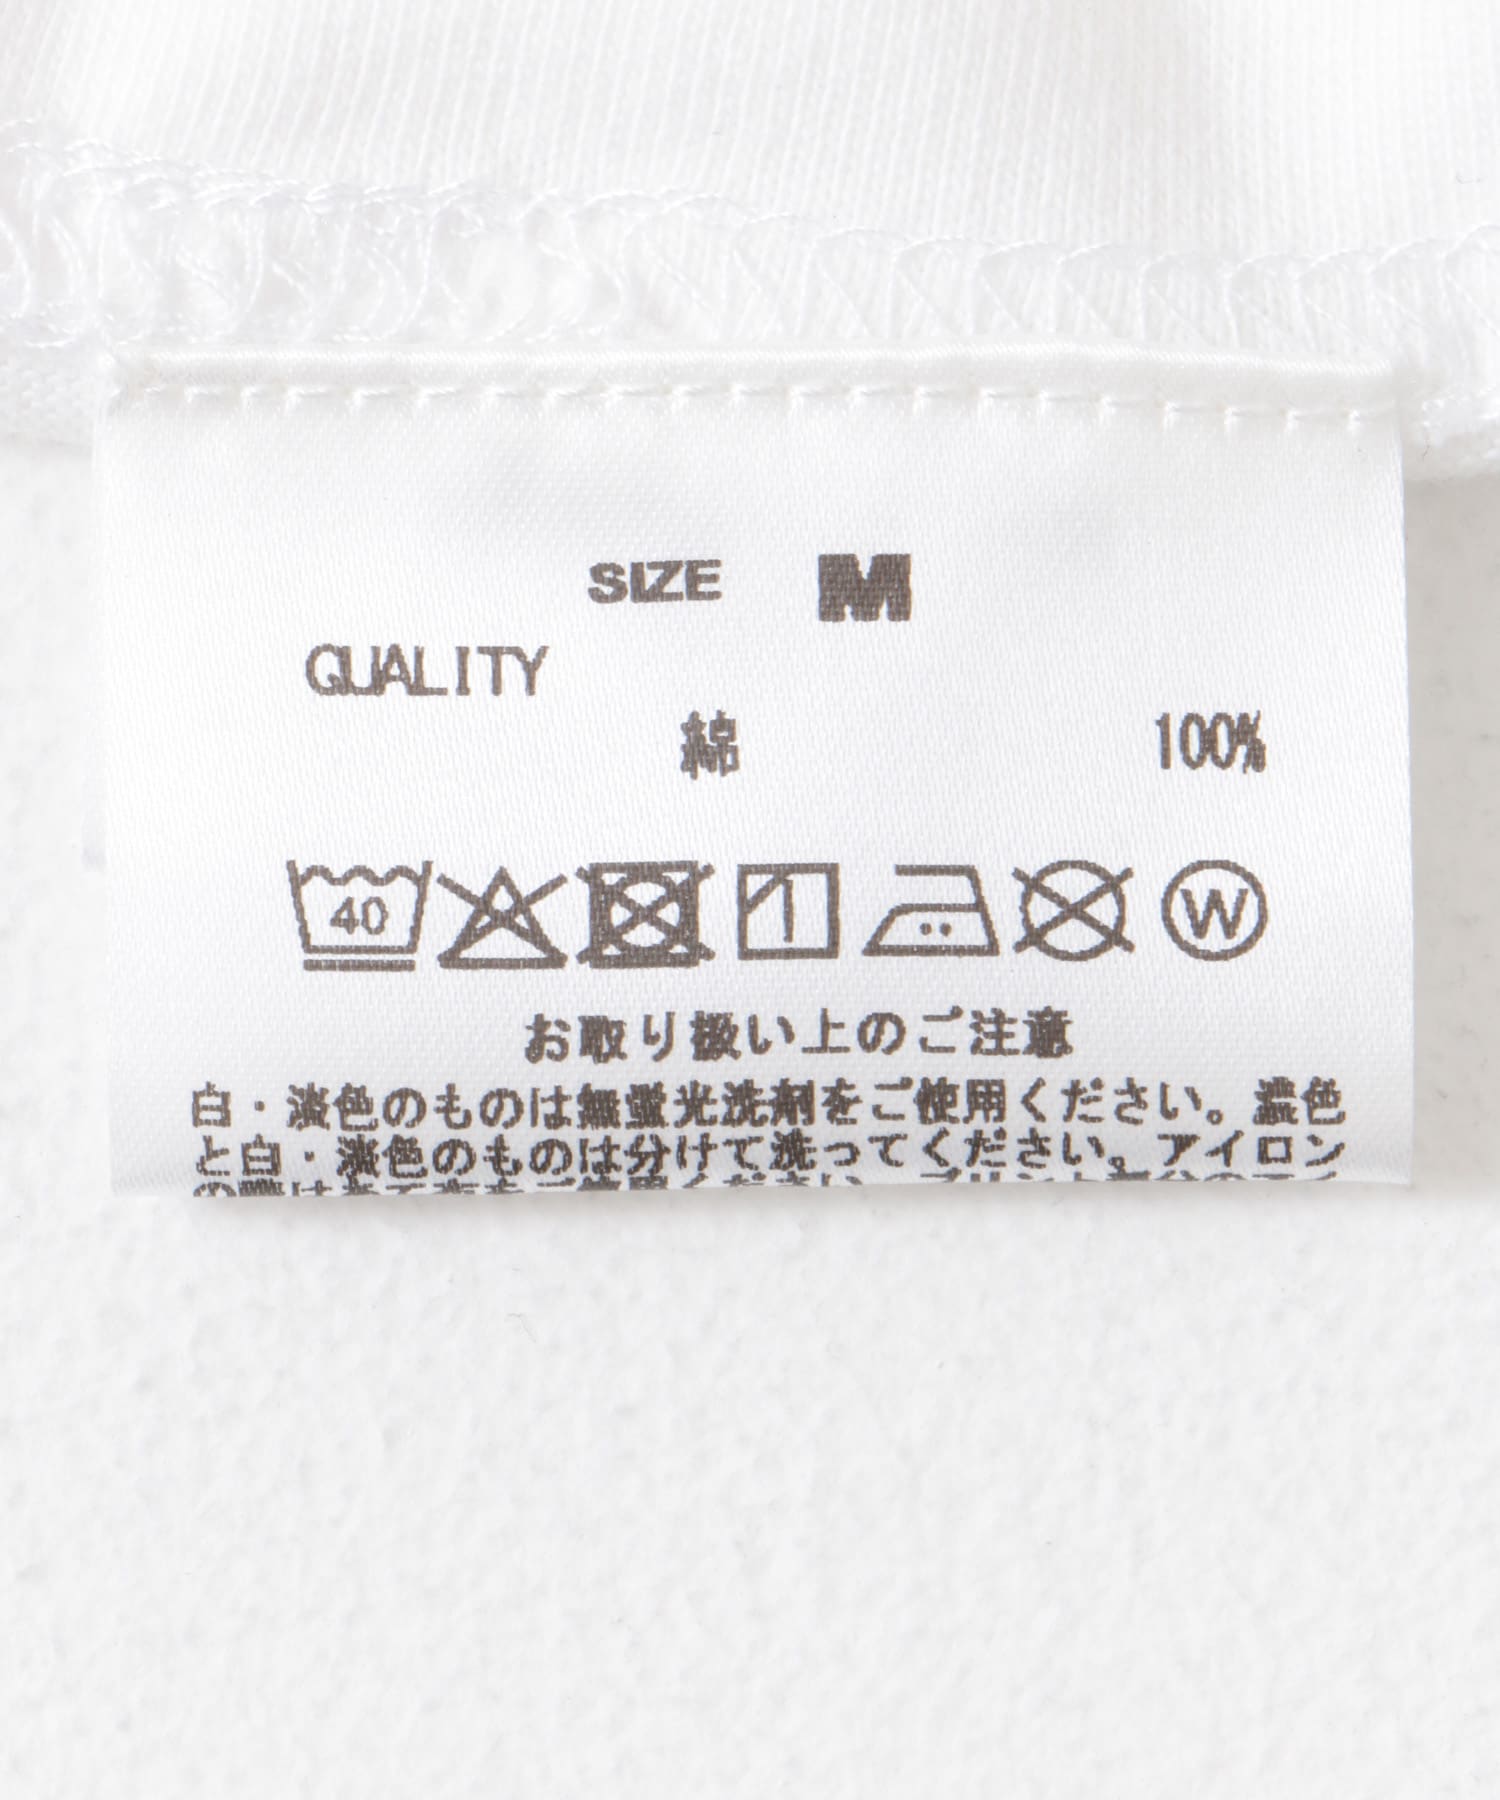 SIZE M
QUALITY
綿 100%
40
W
お取り扱い上のご注意
白・淡色のものは無蛍光洗剤をご使用ください。濃色
と白・淡色のものは分けて洗ってください。アイロン